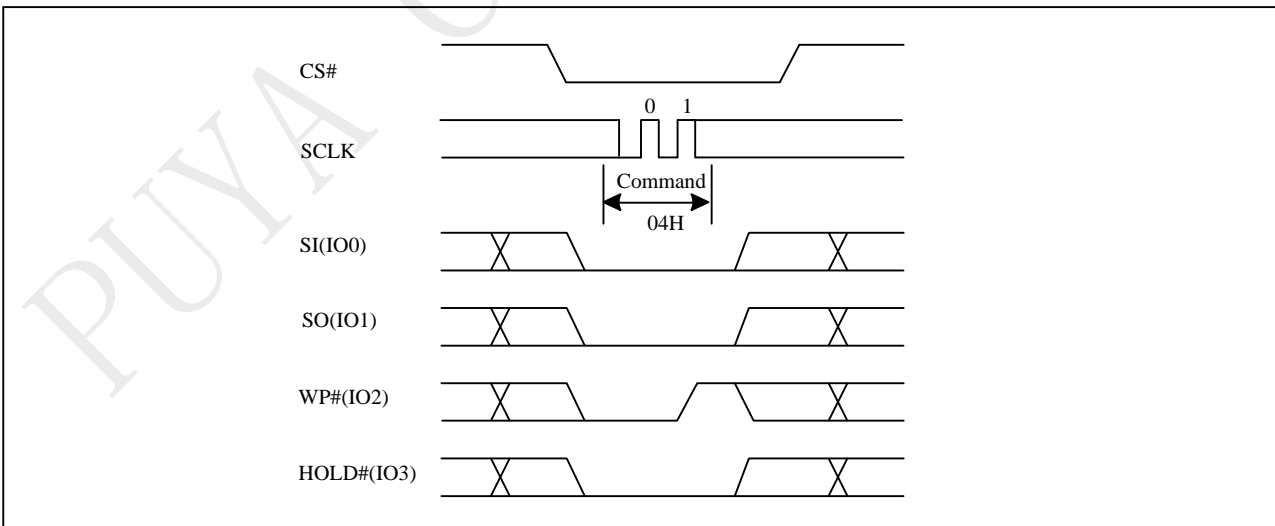 PUYA
CS#
0 1
SCLK
Command
04H
SI(IO0)
SO(IO1)
WP#(IO2)
HOLD#(IO3)